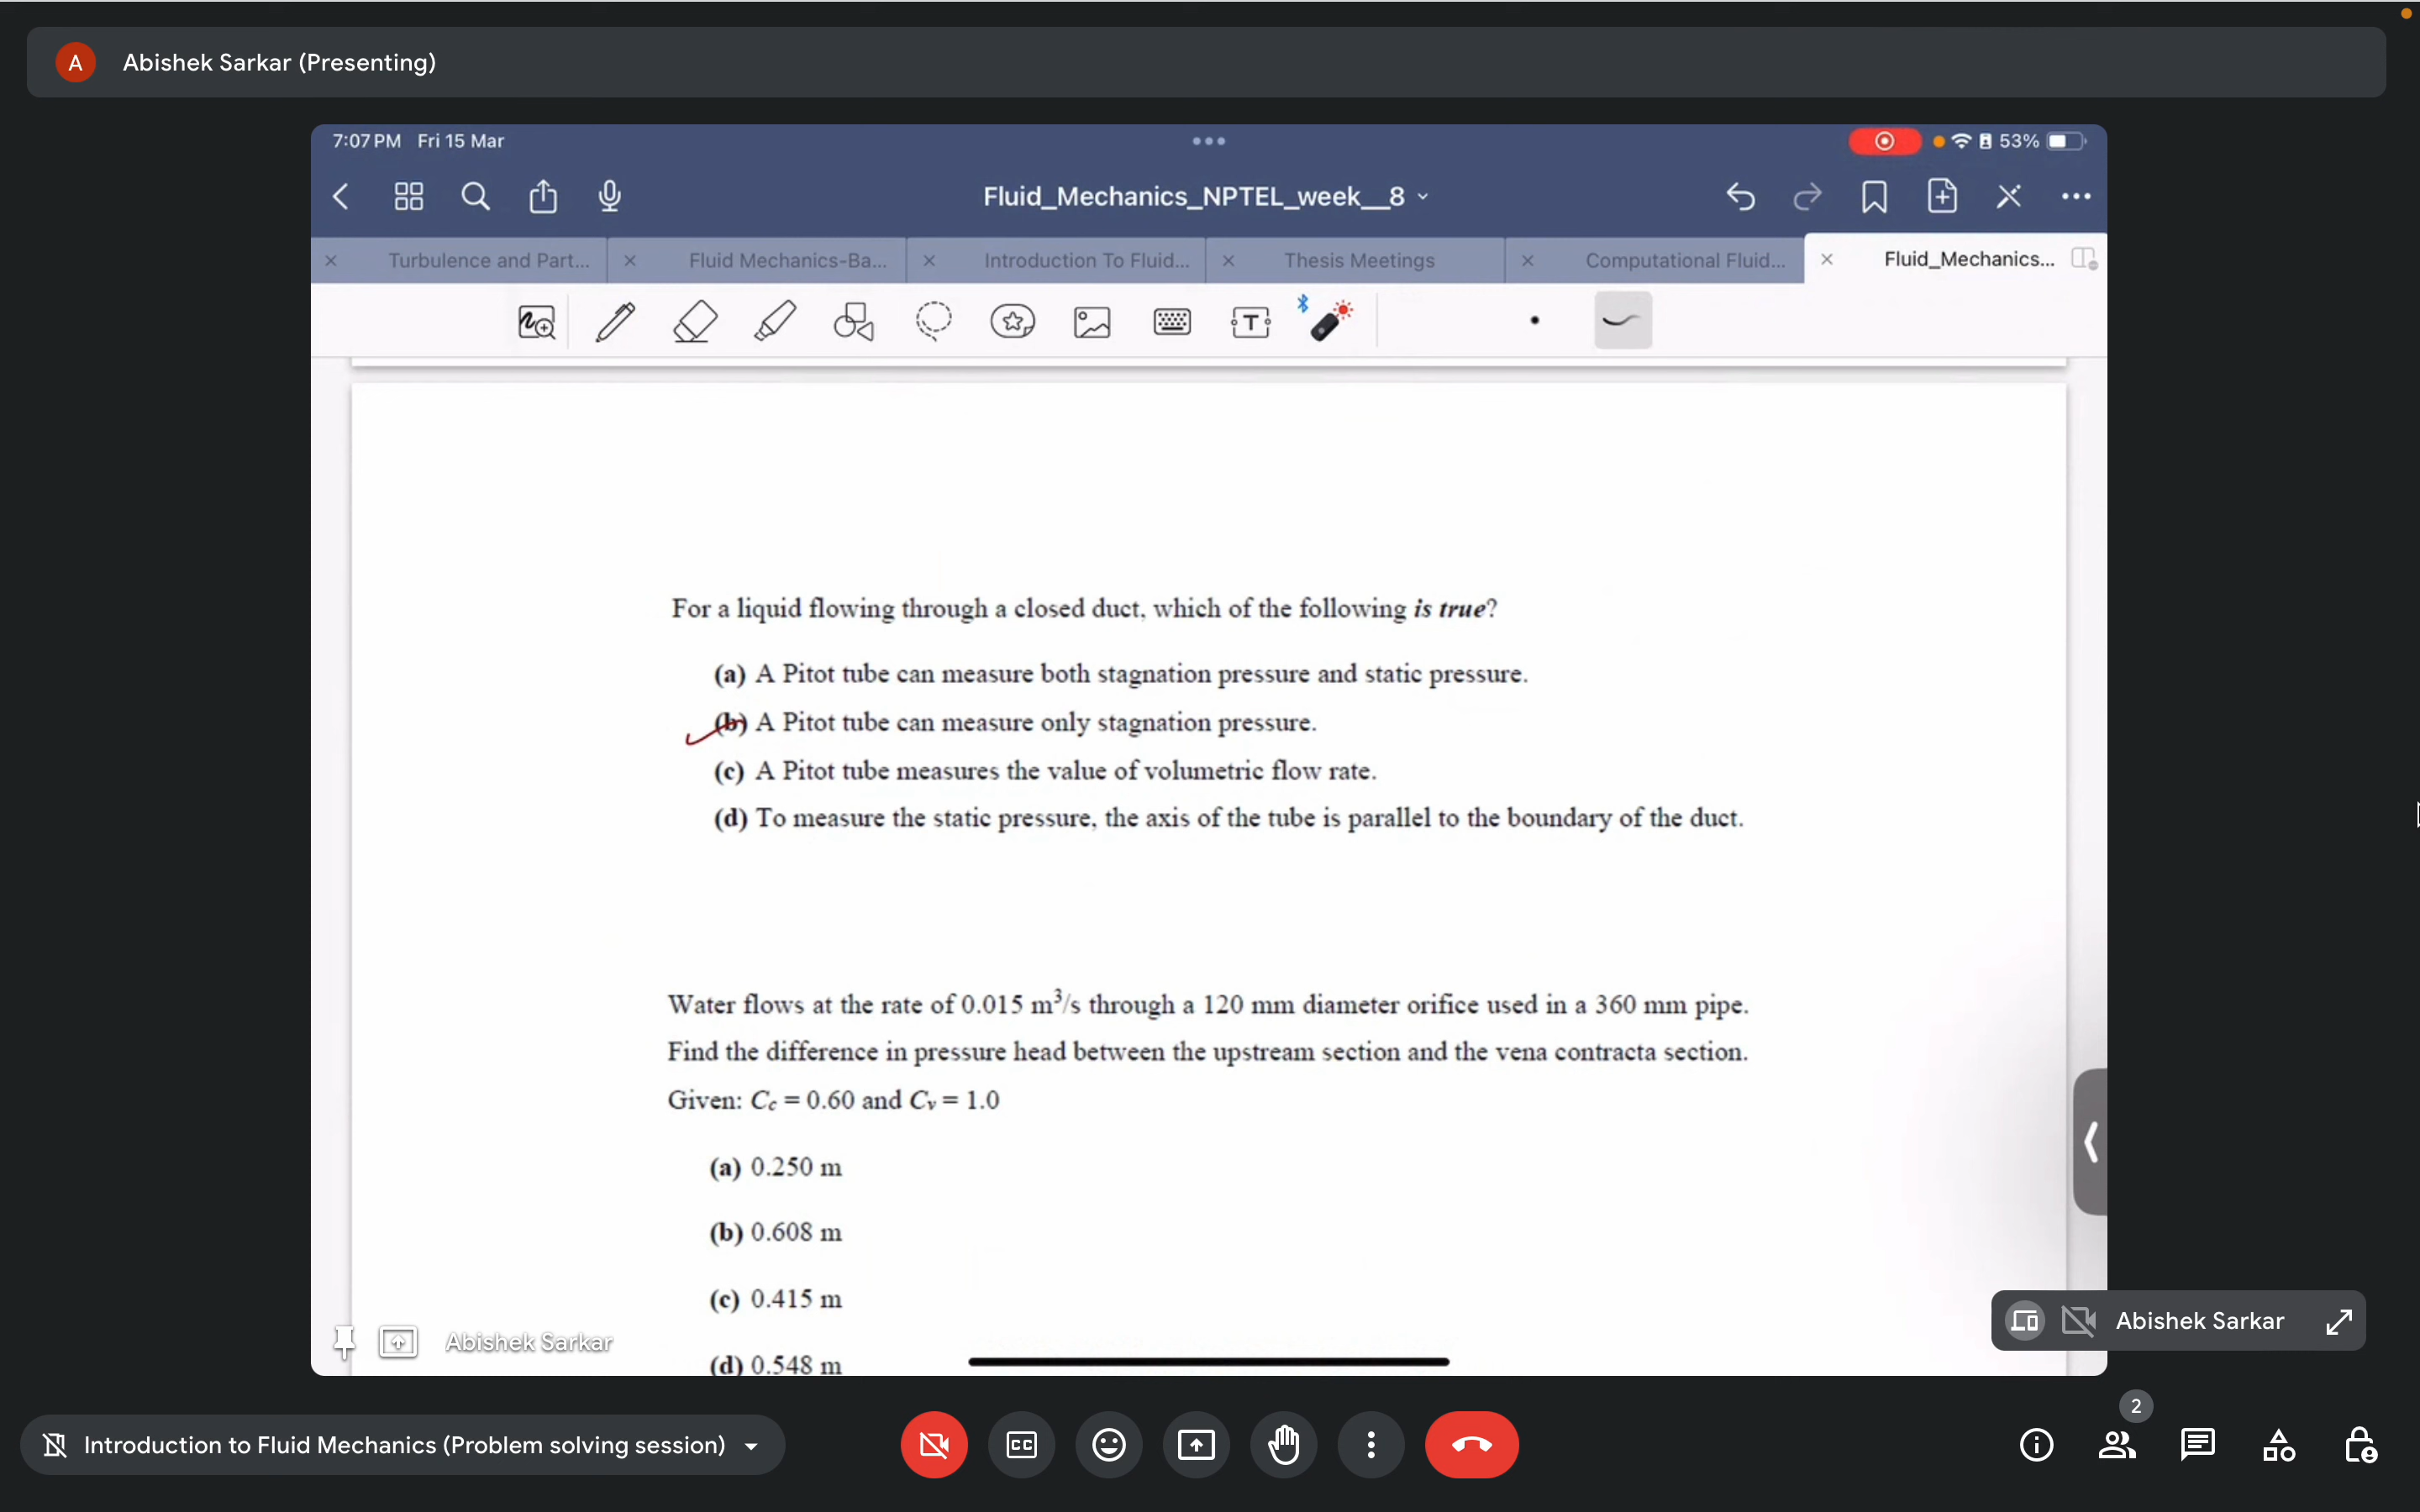 A Abishek Sarkar (Presenting)
7:07 PM Fri 15 Mar
53%
Fluid_Mechanics_NPTEL_week__8
Turbulence and Part...
Fluid Mechanics-Ba...
Introduction To Fluid...
Thesis Meetings
Computational Fluid...
Fluid_Mechanics...
T
For a liquid flowing through a closed duct, which of the following is true?
(a) A Pitot tube can measure both stagnation pressure and static pressure.
(b) A Pitot tube can measure only stagnation pressure.
(c) A Pitot tube measures the value of volumetric flow rate.
(d) To measure the static pressure, the axis of the tube is parallel to the boundary of the duct.
Water flows at the rate of 0.015 m³/s through a 120 mm diameter orifice used in a 360 mm pipe.
Find the difference in pressure head between the upstream section and the vena contracta section.
Given: Cc = 0.60 and Cv = 1.0
(a) 0.250 m
(b) 0.608 m
(c) 0.415 m
(d) 0.548 m
Abishek Sarkar
Abishek Sarkar
Introduction to Fluid Mechanics (Problem solving session)
CC
2